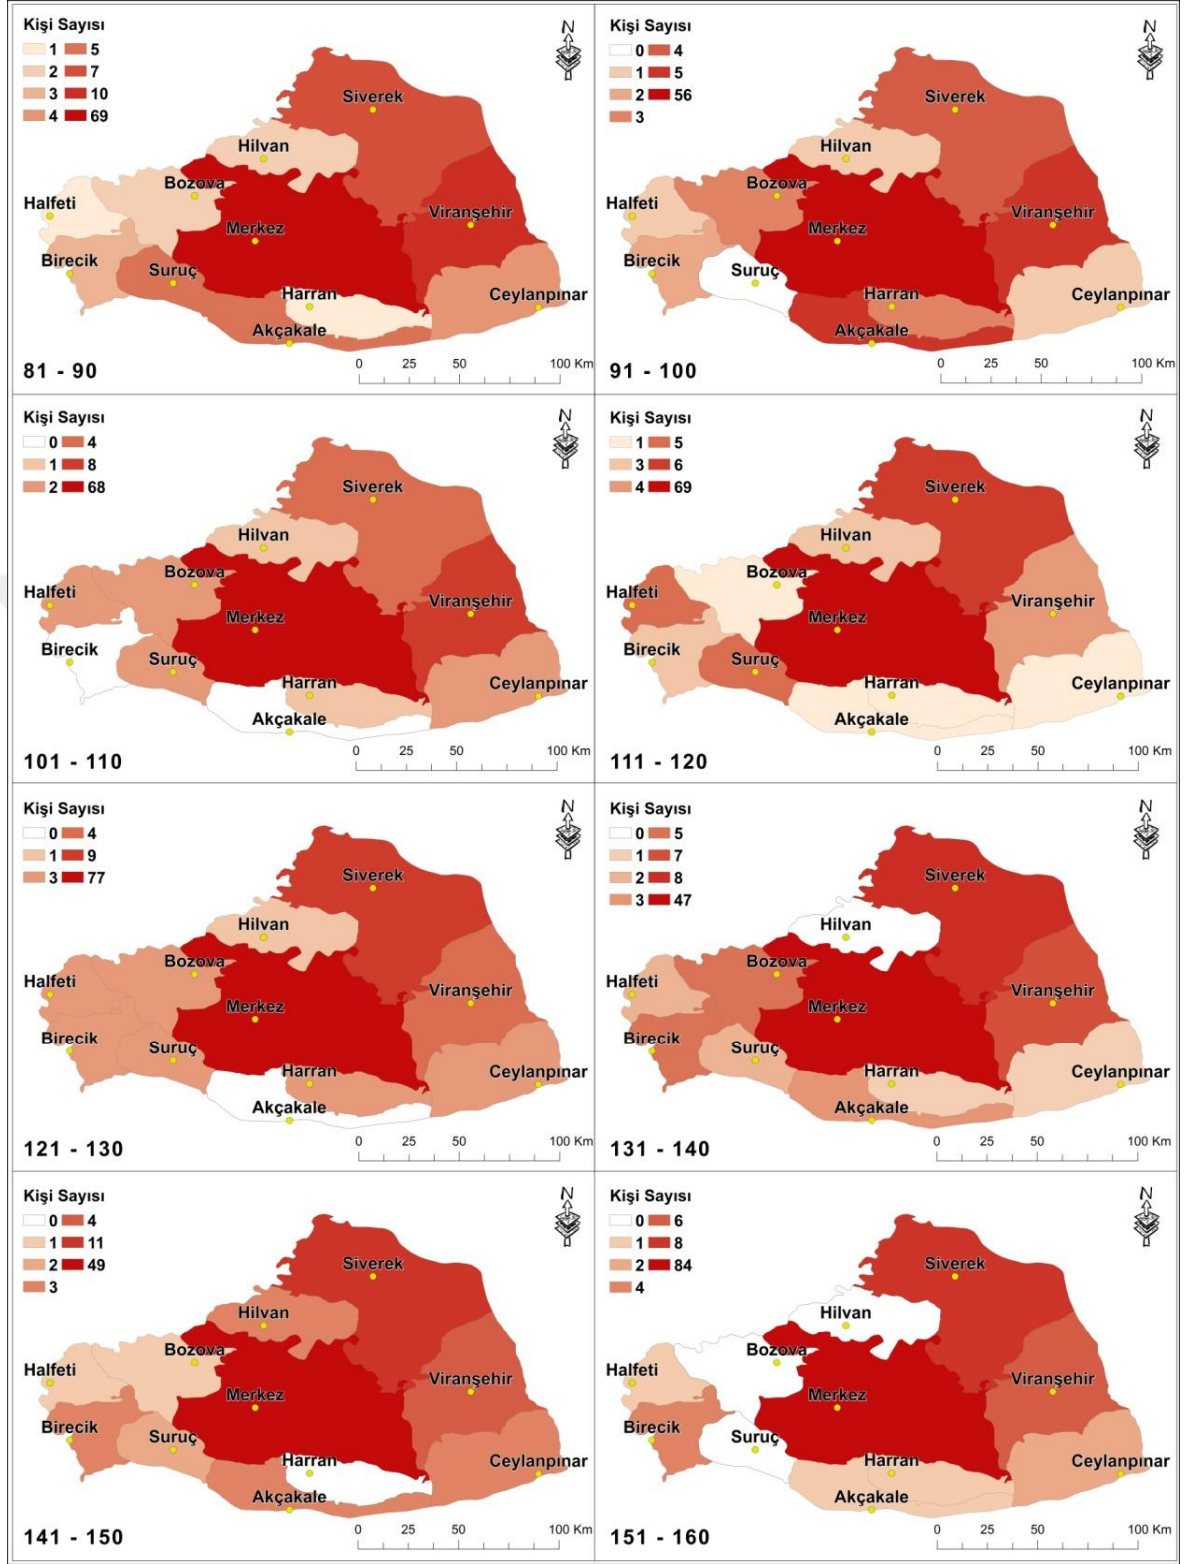 Kişi Sayısı
1 5
2 7
3 10
4 69
N
Siverek
Hilvan
Bozova
Halfeti
Viranşehir
Merkez
Birecik
Suruç
Harran
Ceylanpınar
Akçakale
0 25 50 100 Km
81 - 90
Kişi Sayısı
0 4
1 5
2 56
3
N
Siverek
Hilvan
Bozova
Halfeti
Viranşehir
Merkez
Birecik
Suruç
Harran
Ceylanpınar
Akçakale
0 25 50 100 Km
91 - 100
Kişi Sayısı
0 4
1 8
2 68
N
Siverek
Hilvan
Bozova
Halfeti
Viranşehir
Merkez
Birecik
Suruç
Harran
Ceylanpınar
Akçakale
0 25 50 100 Km
101 - 110
Kişi Sayısı
1 5
3 6
4 69
N
Siverek
Hilvan
Bozova
Halfeti
Viranşehir
Merkez
Birecik
Suruç
Harran
Ceylanpınar
Akçakale
0 25 50 100 Km
111 - 120
Kişi Sayısı
0 4
1 9
3 77
N
Siverek
Hilvan
Bozova
Halfeti
Viranşehir
Merkez
Birecik
Suruç
Harran
Ceylanpınar
Akçakale
0 25 50 100 Km
121 - 130
Kişi Sayısı
0 5
1 7
2 8
3 47
N
Siverek
Hilvan
Bozova
Halfeti
Viranşehir
Merkez
Birecik
Suruç
Harran
Ceylanpınar
Akçakale
0 25 50 100 Km
131 - 140
Kişi Sayısı
0 4
1 11
2 49
3
N
Siverek
Hilvan
Bozova
Halfeti
Viranşehir
Merkez
Birecik
Suruç
Harran
Ceylanpınar
Akçakale
0 25 50 100 Km
141 - 150
Kişi Sayısı
0 6
1 8
2 84
4
N
Siverek
Hilvan
Bozova
Halfeti
Viranşehir
Merkez
Birecik
Suruç
Harran
Ceylanpınar
Akçakale
0 25 50 100 Km
151 - 160